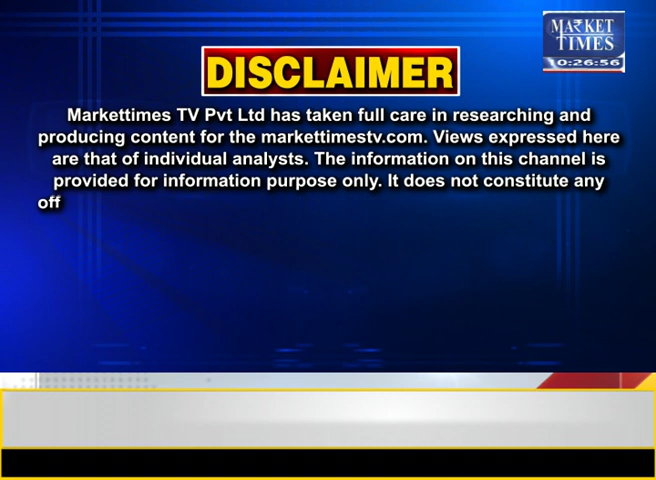 MARKET
TIMES
10:26:56
DISCLAIMER
Markettimes TV Pvt Ltd has taken full care in researching and
producing content for the markettimestv.com. Views expressed here
are that of individual analysts. The information on this channel is
provided for information purpose only. It does not constitute any
off